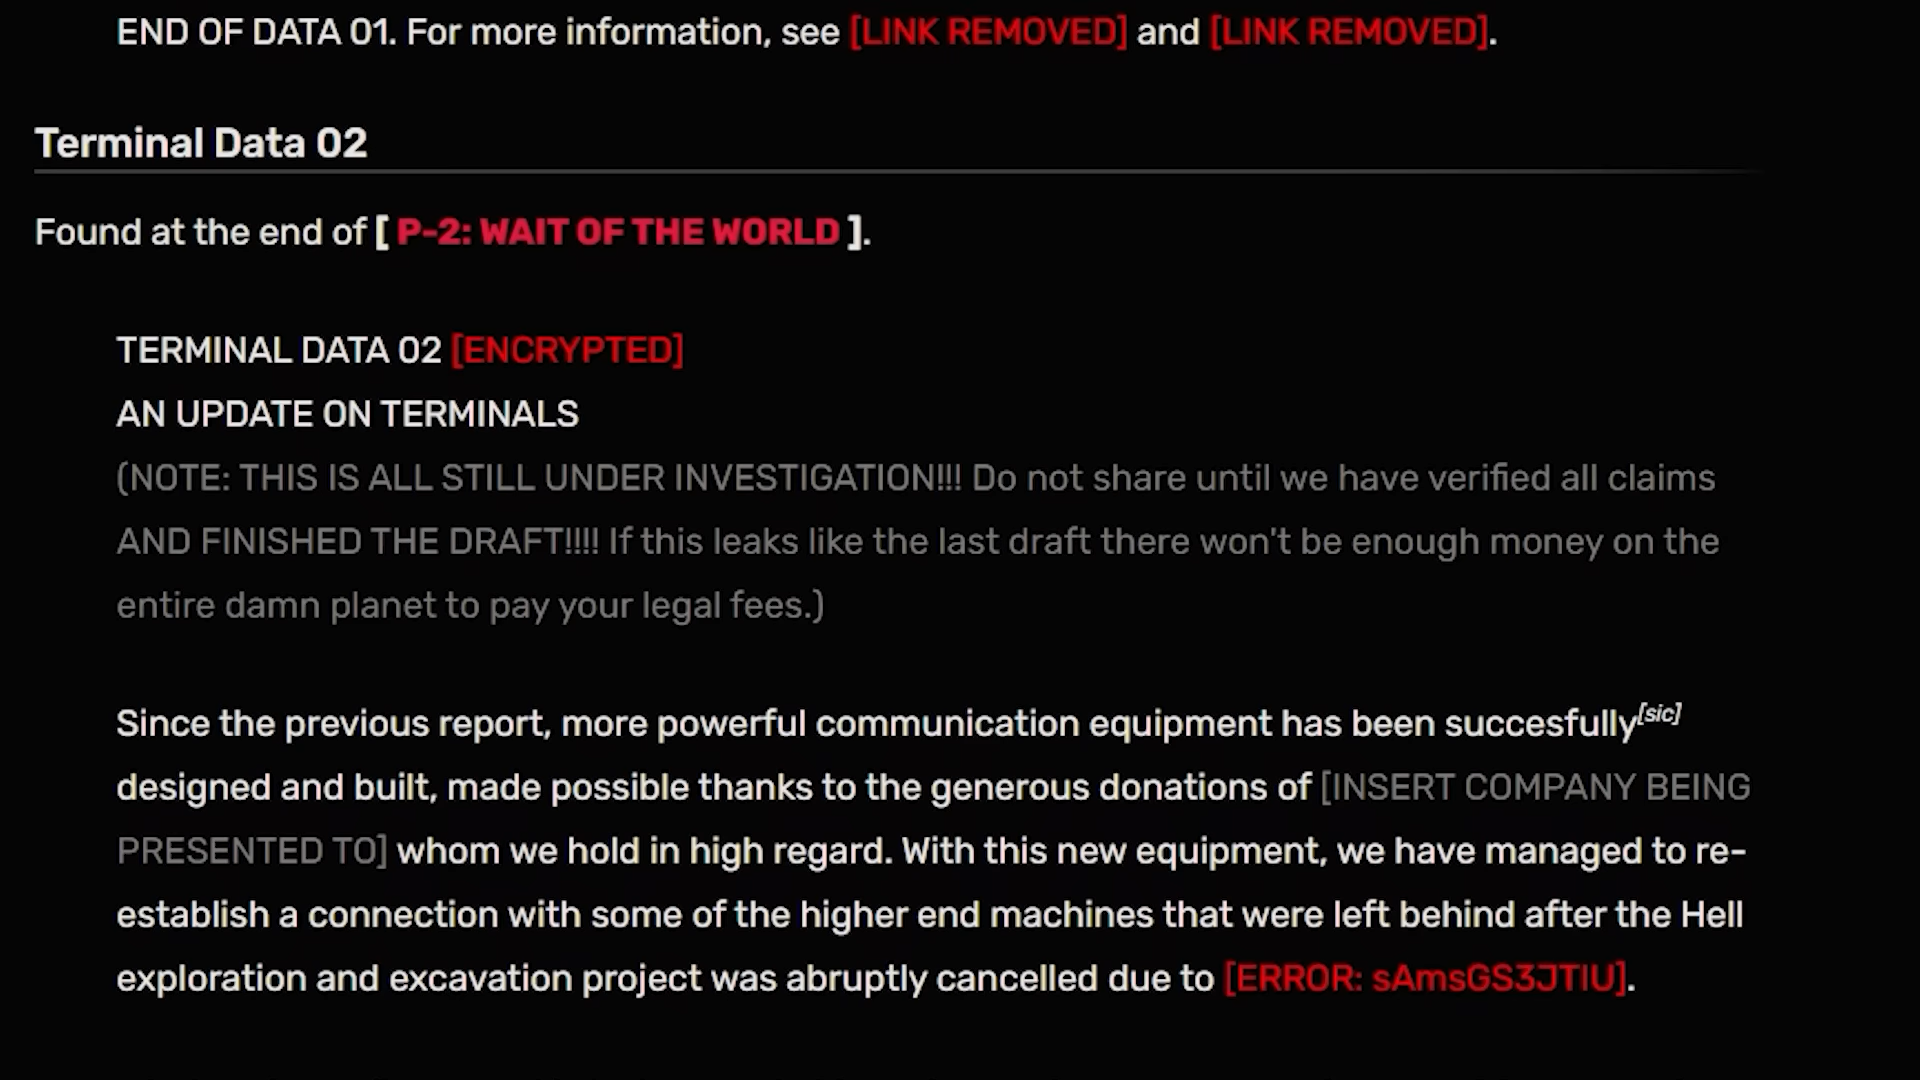 END OF DATA 01. For more information, see [LINK REMOVED] and [LINK REMOVED].
Terminal Data 02
Found at the end of [ P-2: WAIT OF THE WORLD ].
TERMINAL DATA 02 [ENCRYPTED]
AN UPDATE ON TERMINALS
(NOTE: THIS IS ALL STILL UNDER INVESTIGATION!!! Do not share until we have verified all claims
AND FINISHED THE DRAFT!!!! If this leaks like the last draft there won't be enough money on the
entire damn planet to pay your legal fees.)
Since the previous report, more powerful communication equipment has been succesfully[sic]
designed and built, made possible thanks to the generous donations of [INSERT COMPANY BEING
PRESENTED TO] whom we hold in high regard. With this new equipment, we have managed to re-
establish a connection with some of the higher end machines that were left behind after the Hell
exploration and excavation project was abruptly cancelled due to [ERROR: sAmsGS3JTIU].